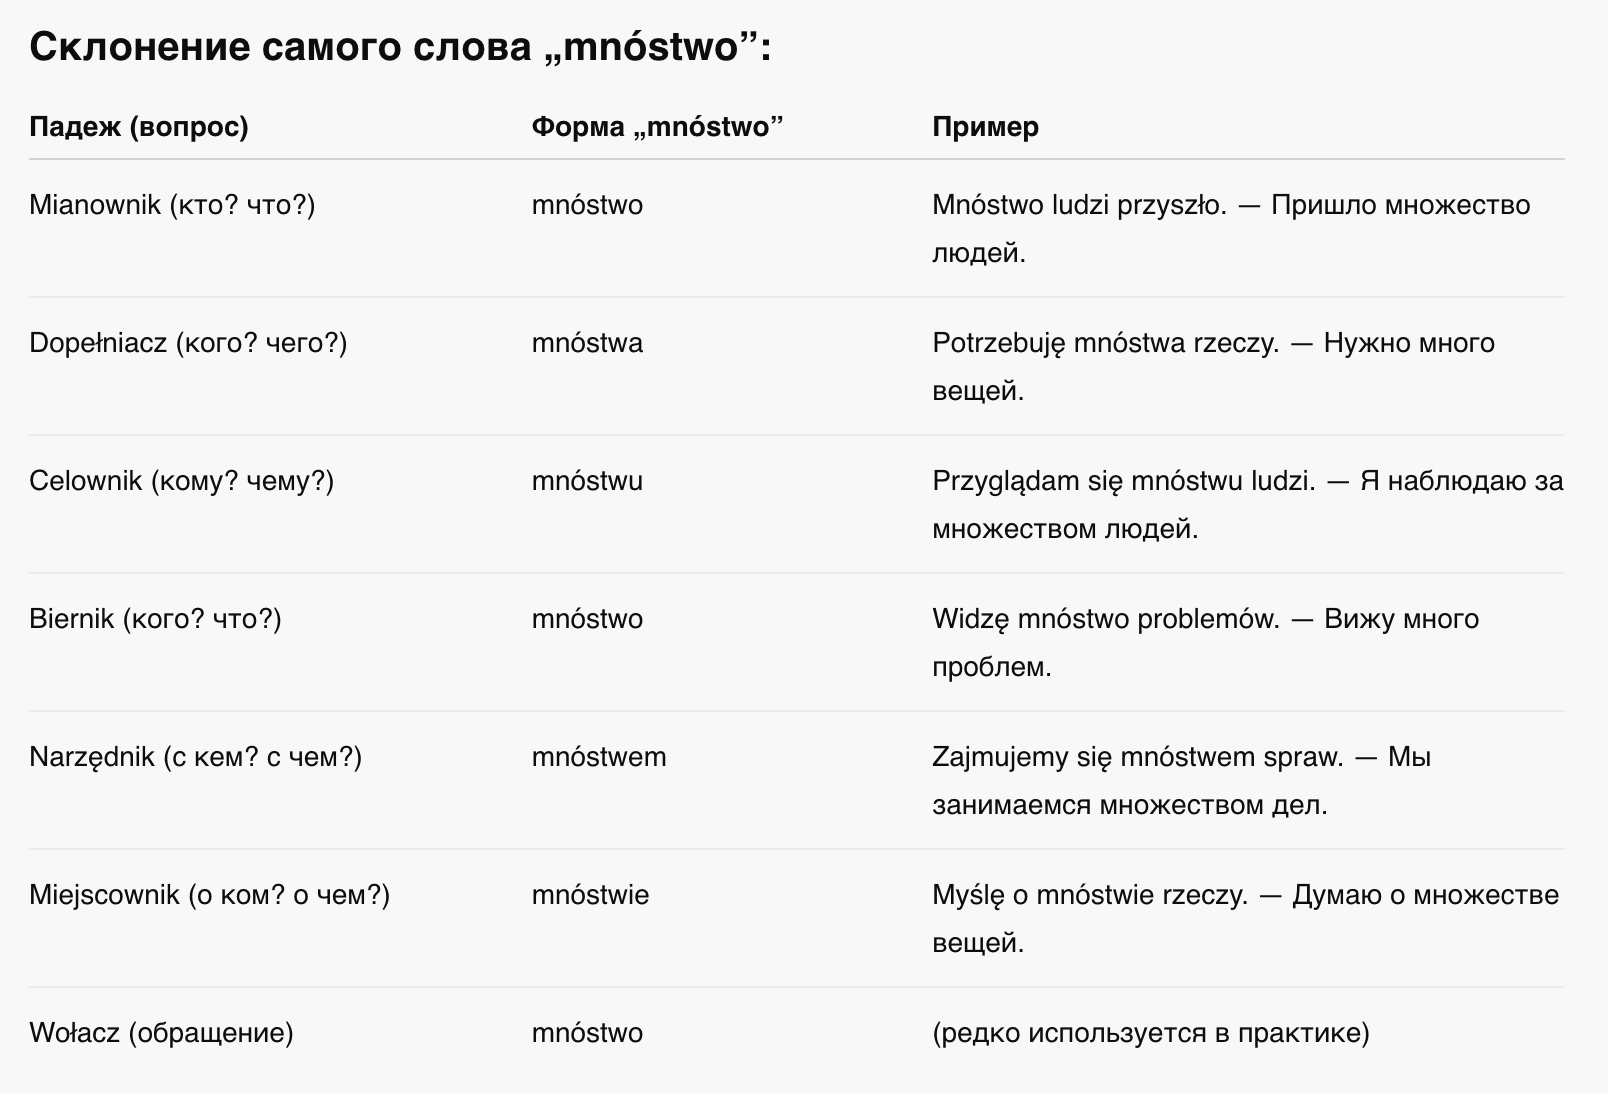 Склонение самого слова „mnóstwo”:
Падеж (вопрос) Форма „mnóstwo” Пример
Mianownik (кто? что?) mnóstwo Mnóstwo ludzi przyszło. — Пришло множество
людей.
Dopełniacz (кого? чего?) mnóstwa Potrzebuję mnóstwa rzeczy. — Нужно много
вещей.
Celownik (кому? чему?) mnóstwu Przyglądam się mnóstwu ludzi. — Я наблюдаю за
множеством людей.
Biernik (кого? что?) mnóstwo Widzę mnóstwo problemów. — Вижу много
проблем.
Narzędnik (с кем? с чем?) mnóstwem Zajmujemy się mnóstwem spraw. — Мы
занимаемся множеством дел.
Miejscownik (о ком? о чем?) mnóstwie Myślę o mnóstwie rzeczy. — Думаю о множестве
вещей.
Wołacz (обращение) mnóstwo (редко используется в практике)